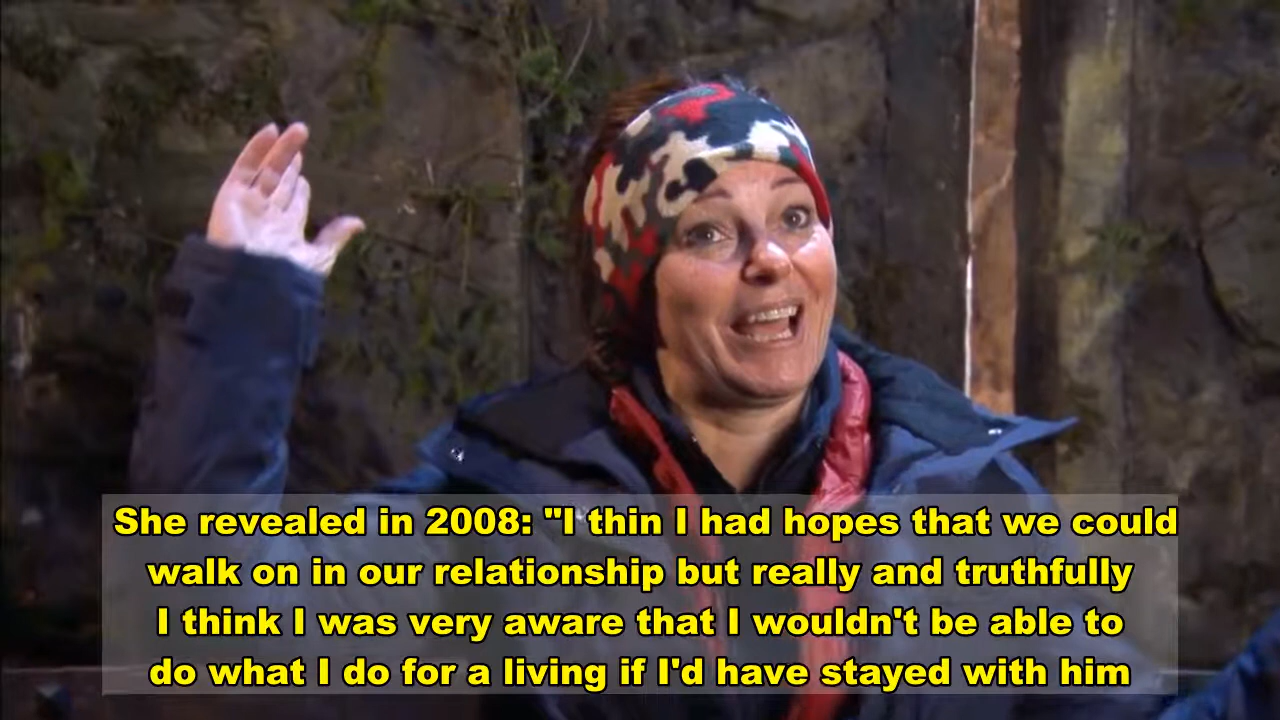 She revealed in 2008: "I thin I had hopes that we could
walk on in our relationship but really and truthfully
I think I was very aware that I wouldn't be able to
do what I do for a living if I'd have stayed with him